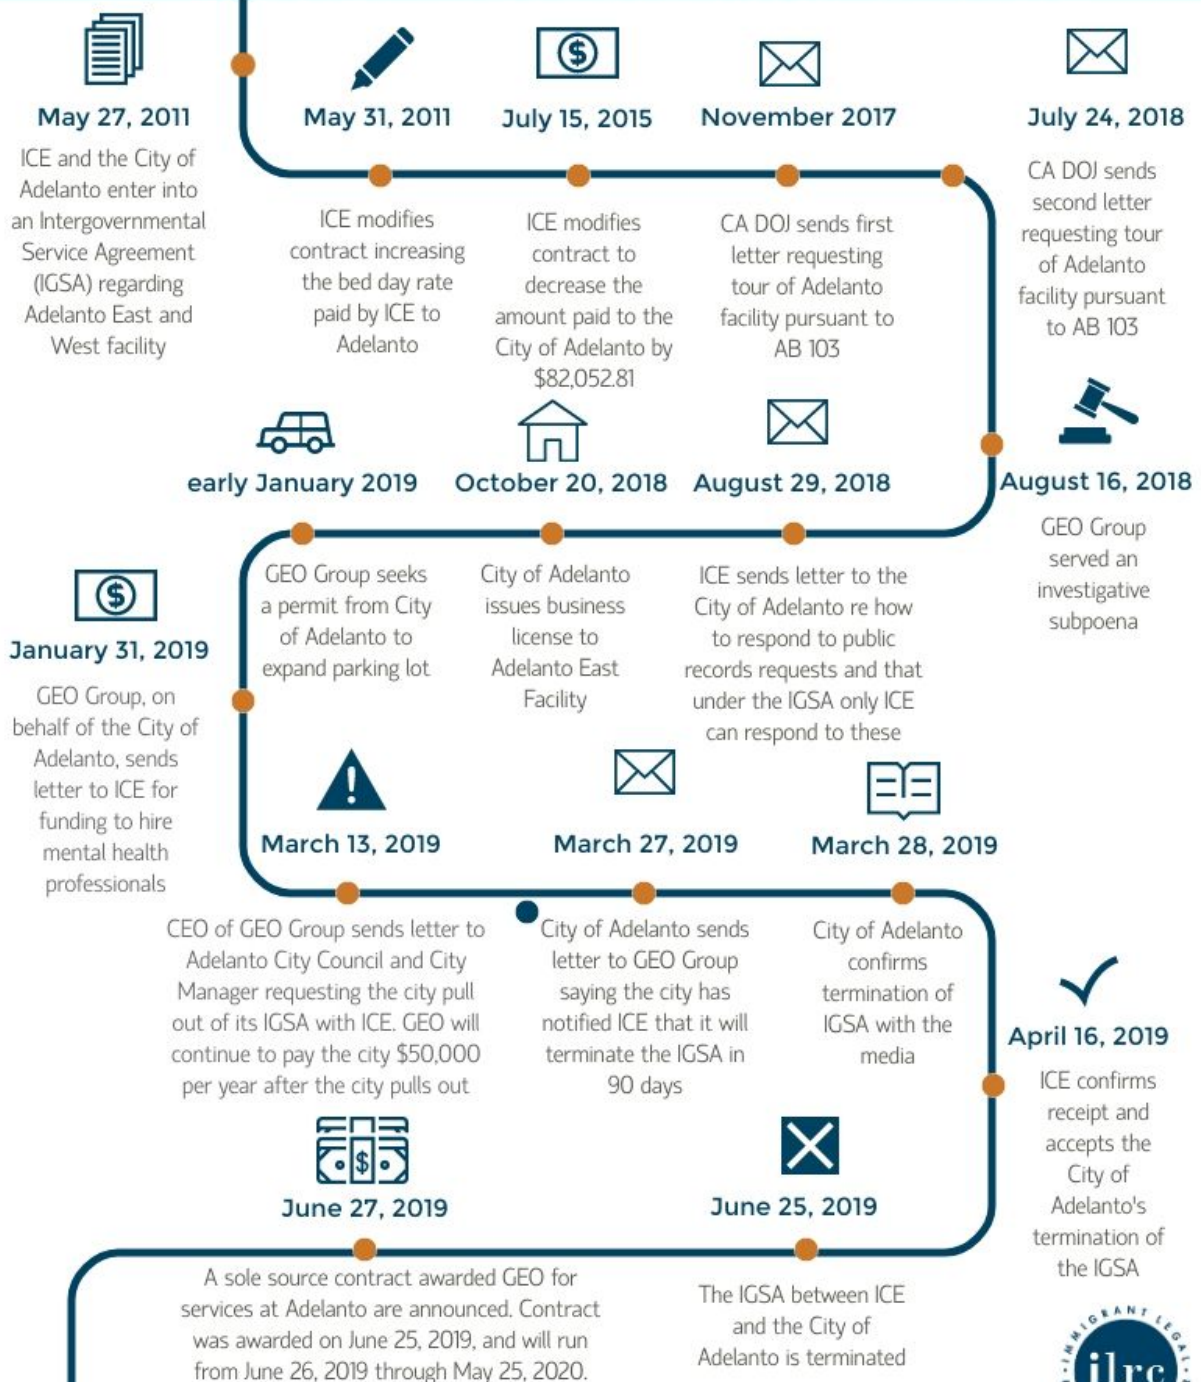 May 27, 2011
ICE and the City of
Adelanto enter into
an Intergovernmental
Service Agreement
(IGSA) regarding
Adelanto East and
West facility
May 31, 2011
ICE modifies
contract increasing
the bed day rate
paid by ICE to
Adelanto
July 15, 2015
ICE modifies
contract to
decrease the
amount paid to the
City of Adelanto by
$82,052.81
November 2017
CA DOJ sends first
letter requesting
tour of Adelanto
facility pursuant to
AB 103
July 24, 2018
CA DOJ sends
second letter
requesting tour
of Adelanto
facility pursuant
to AB 103
August 16, 2018
GEO Group
served an
investigative
subpoena
August 29, 2018
ICE sends letter to the
City of Adelanto re how
to respond to public
records requests and that
under the IGSA only ICE
can respond to these
October 20, 2018
City of Adelanto
issues business
license to
Adelanto East
Facility
early January 2019
GEO Group seeks
a permit from City
of Adelanto to
expand parking lot
January 31, 2019
GEO Group, on
behalf of the City of
Adelanto, sends
letter to ICE for
funding to hire
mental health
professionals
March 13, 2019
CEO of GEO Group sends letter to
Adelanto City Council and City
Manager requesting the city pull
out of its IGSA with ICE. GEO will
continue to pay the city $50,000
per year after the city pulls out
March 27, 2019
City of Adelanto sends
letter to GEO Group
saying the city has
notified ICE that it will
terminate the IGSA in
90 days
March 28, 2019
City of Adelanto
confirms
termination of
IGSA with the
media
April 16, 2019
ICE confirms
receipt and
accepts the
City of
Adelanto's
termination of
the IGSA
June 25, 2019
The IGSA between ICE
and the City of
Adelanto is terminated
June 27, 2019
A sole source contract awarded GEO for
services at Adelanto are announced. Contract
was awarded on June 25, 2019, and will run
from June 26, 2019 through May 25, 2020.
IMMIGRANT LEGAL
ilrc